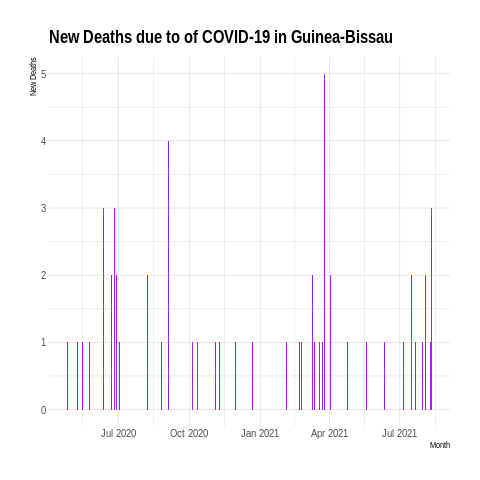 New Deaths due to of COVID-19 in Guinea-Bissau
New Deaths
5
4
3
2
1
0
Jul 2020 Oct 2020 Jan 2021 Apr 2021 Jul 2021
Month